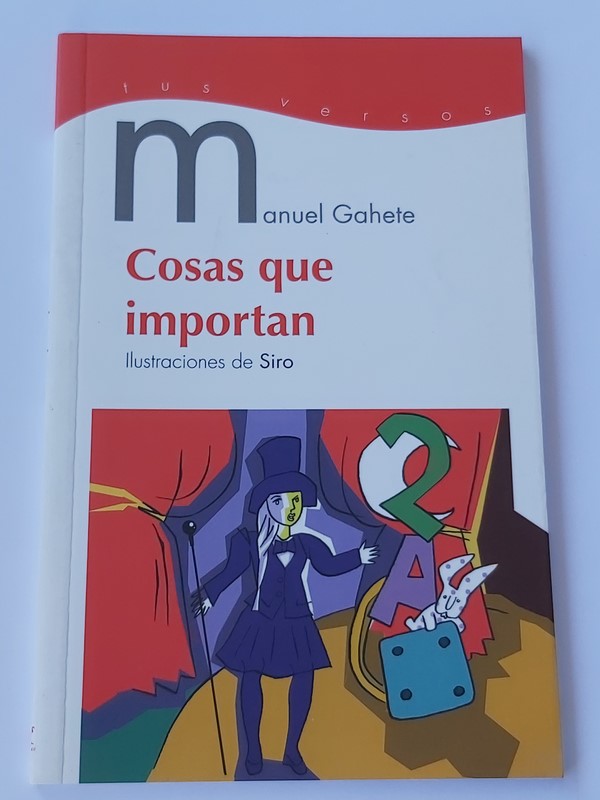 tus versos
manuel Gahete
Cosas que
importan
Ilustraciones de Siro
2
A